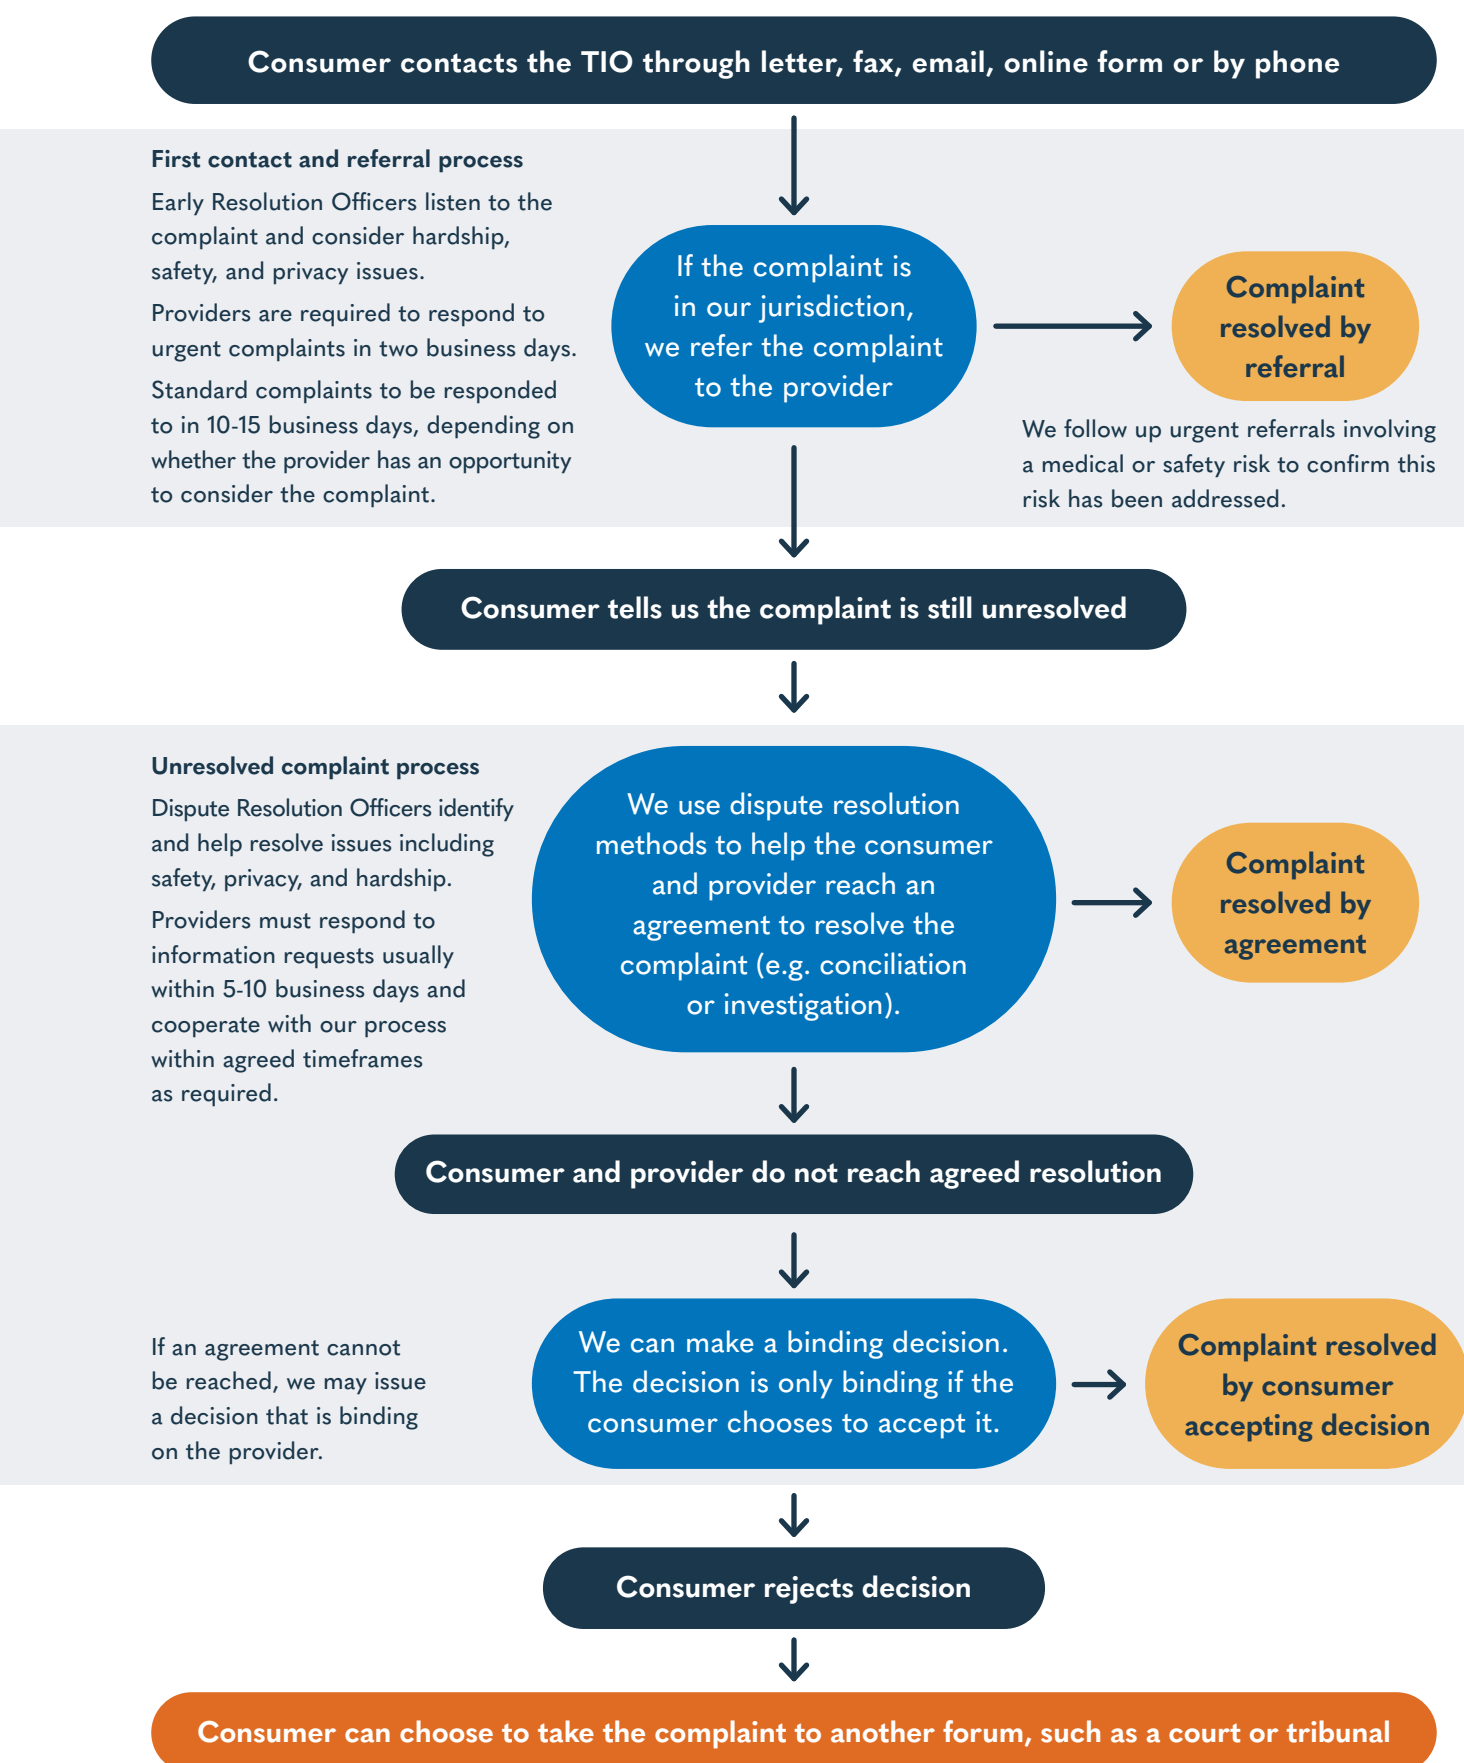 Consumer contacts the TIO through letter, fax, email, online form or by phone
First contact and referral process
Early Resolution Officers listen to the
complaint and consider hardship,
safety, and privacy issues.
Providers are required to respond to
urgent complaints in two business days.
Standard complaints to be responded
to in 10-15 business days, depending on
whether the provider has an opportunity
to consider the complaint.
If the complaint is
in our jurisdiction,
we refer the complaint
to the provider
Complaint
resolved by
referral
We follow up urgent referrals involving
a medical or safety risk to confirm this
risk has been addressed.
Consumer tells us the complaint is still unresolved
Unresolved complaint process
Dispute Resolution Officers identify
and help resolve issues including
safety, privacy, and hardship.
Providers must respond to
information requests usually
within 5-10 business days and
cooperate with our process
within agreed timeframes
as required.
We use dispute resolution
methods to help the consumer
and provider reach an
agreement to resolve the
complaint (e.g. conciliation
or investigation).
Complaint
resolved by
agreement
Consumer and provider do not reach agreed resolution
If an agreement cannot
be reached, we may issue
a decision that is binding
on the provider.
We can make a binding decision.
The decision is only binding if the
consumer chooses to accept it.
Complaint resolved
by consumer
accepting decision
Consumer rejects decision
Consumer can choose to take the complaint to another forum, such as a court or tribunal